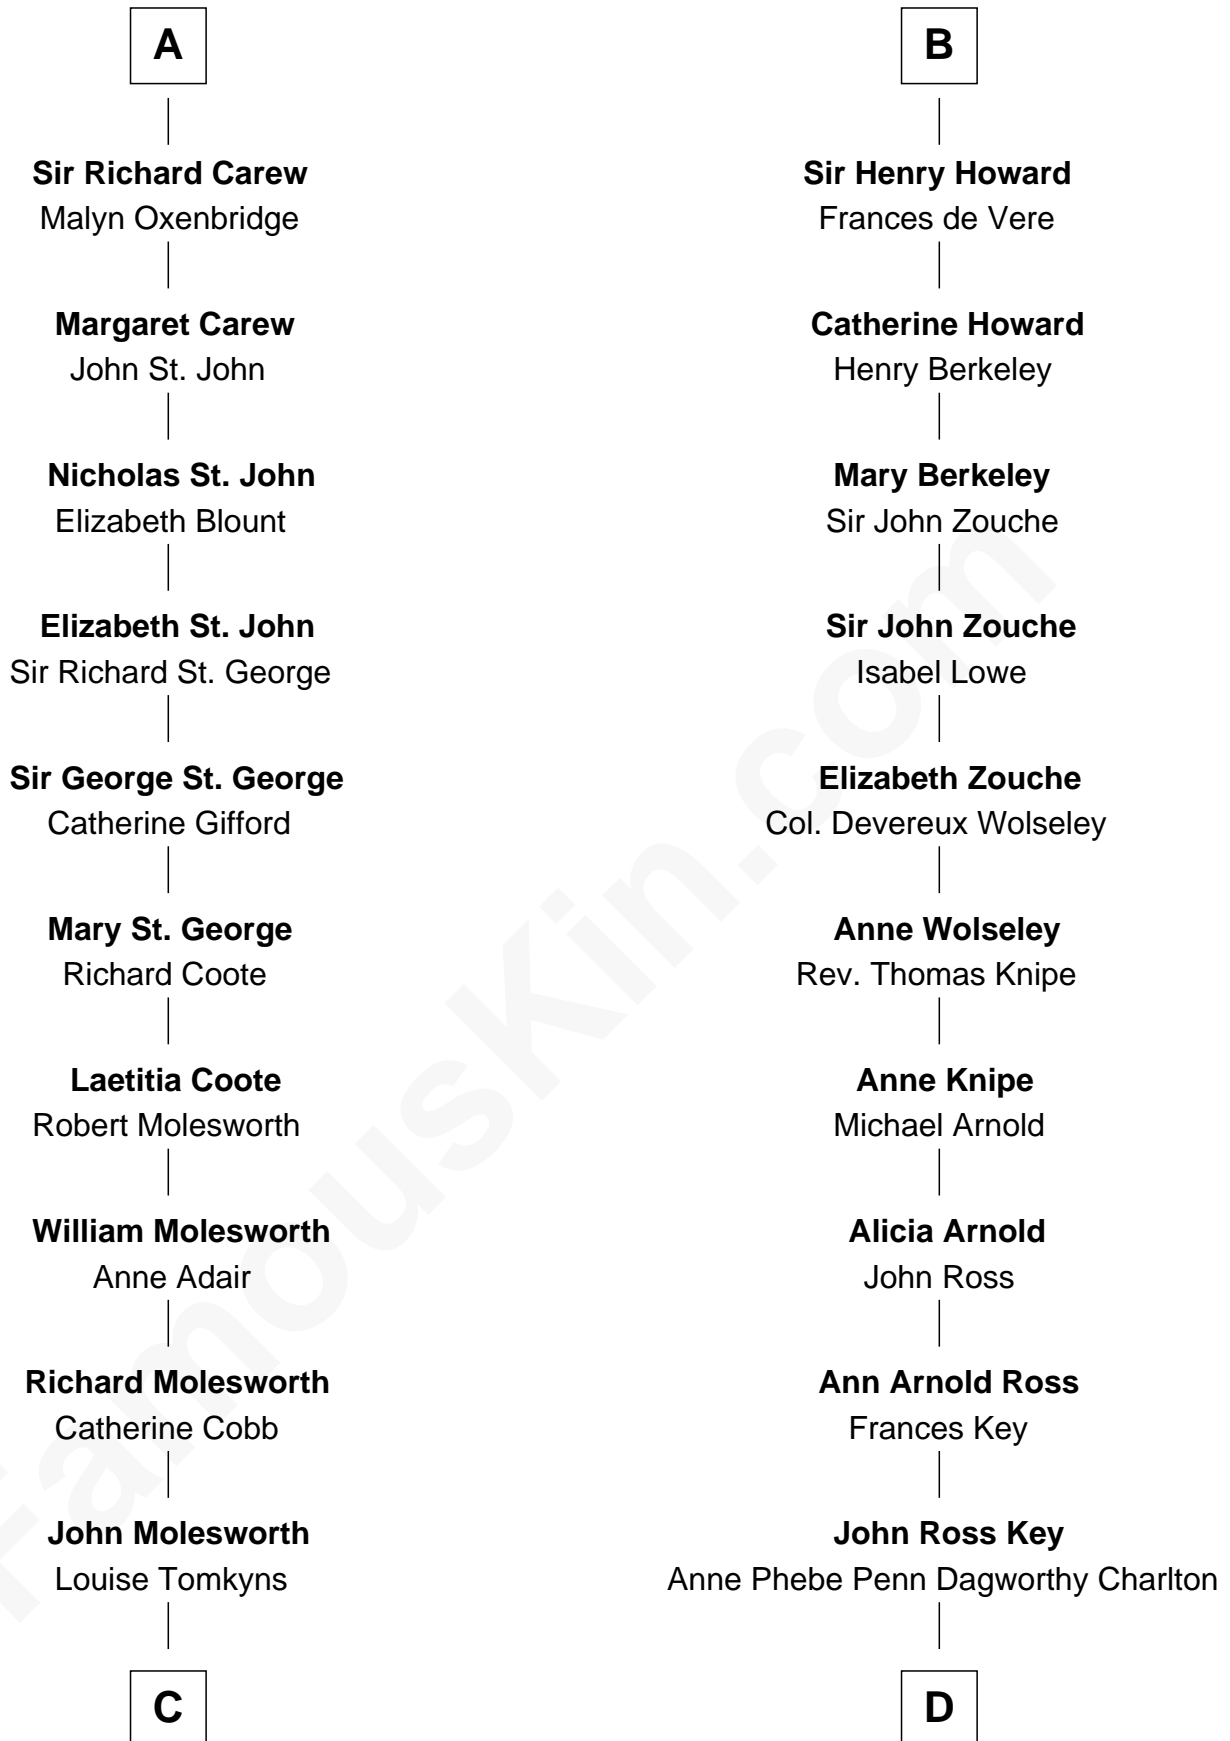 A
Sir Richard Carew
Malyn Oxenbridge
Margaret Carew
John St. John
Nicholas St. John
Elizabeth Blount
Elizabeth St. John
Sir Richard St. George
Sir George St. George
Catherine Gifford
Mary St. George
Richard Coote
Laetitia Coote
Robert Molesworth
William Molesworth
Anne Adair
Richard Molesworth
Catherine Cobb
John Molesworth
Louise Tomkyns
C
B
Sir Henry Howard
Frances de Vere
Catherine Howard
Henry Berkeley
Mary Berkeley
Sir John Zouche
Sir John Zouche
Isabel Lowe
Elizabeth Zouche
Col. Devereux Wolseley
Anne Wolseley
Rev. Thomas Knipe
Anne Knipe
Michael Arnold
Alicia Arnold
John Ross
Ann Arnold Ross
Frances Key
John Ross Key
Anne Phebe Penn Dagworthy Charlton
D
FamousKin.com